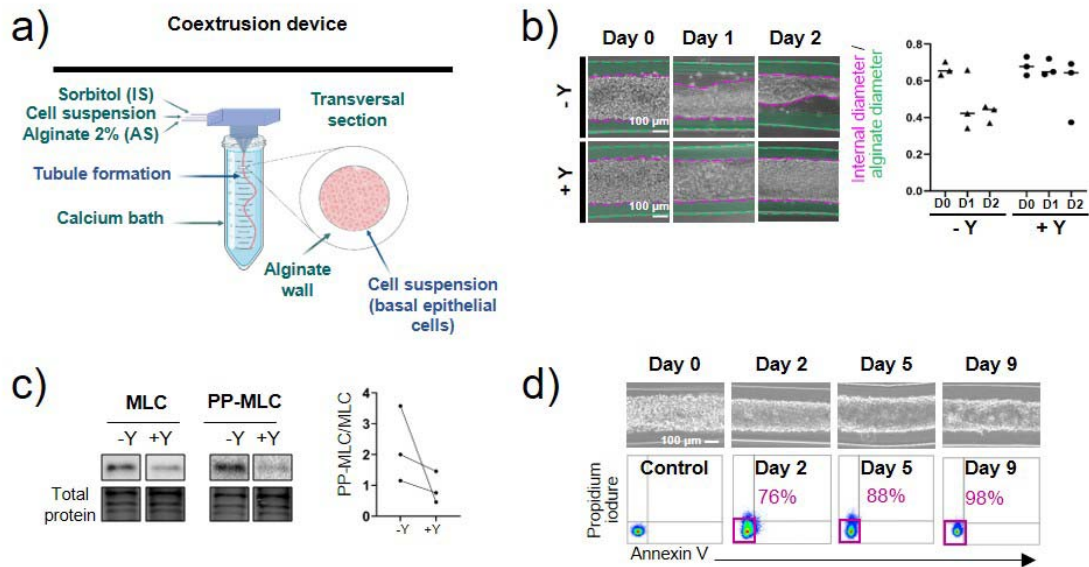 a)
Coextrusion device
Sorbitol (IS)
Cell suspension
Alginate 2% (AS)
Tubule formation
Calcium bath
Transversal
section
Alginate
wall
Cell suspension
(basal epithelial
cells)
b)
Day 0 Day 1 Day 2
- Y
100 µm
+ Y
100 µm
Internal diameter /
alginate diameter
0.8
0.6
0.4
0.2
0.0
D0 D1 D2 D0 D1 D2
- Y + Y
c)
MLC PP-MLC
-Y +Y -Y +Y
Total
protein
PP-MLC/MLC
4
3
2
1
0
-Y +Y
d)
Day 0 Day 2 Day 5 Day 9
100 µm
Control Day 2 Day 5 Day 9
76% 88% 98%
Propidium
iodure
Annexin V